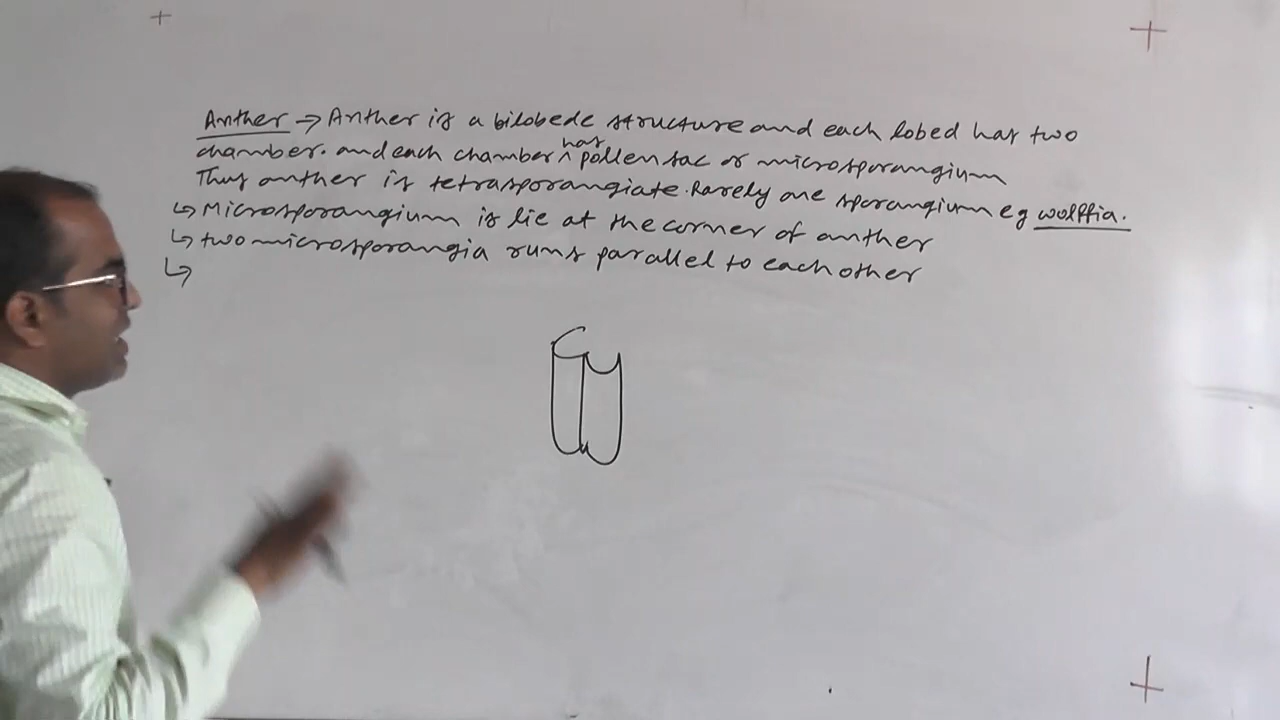 Anther → Anther is a bilobede structure and each lobed has two
chamber. and each chamber ^has pollen sac or microsporangium
Thus anther is tetrasporangiate. Rarely one sporangium eg wolffia.
↳ Microsporangium is lie at the corner of anther
↳ two microsporangia runs parallel to each other
↳